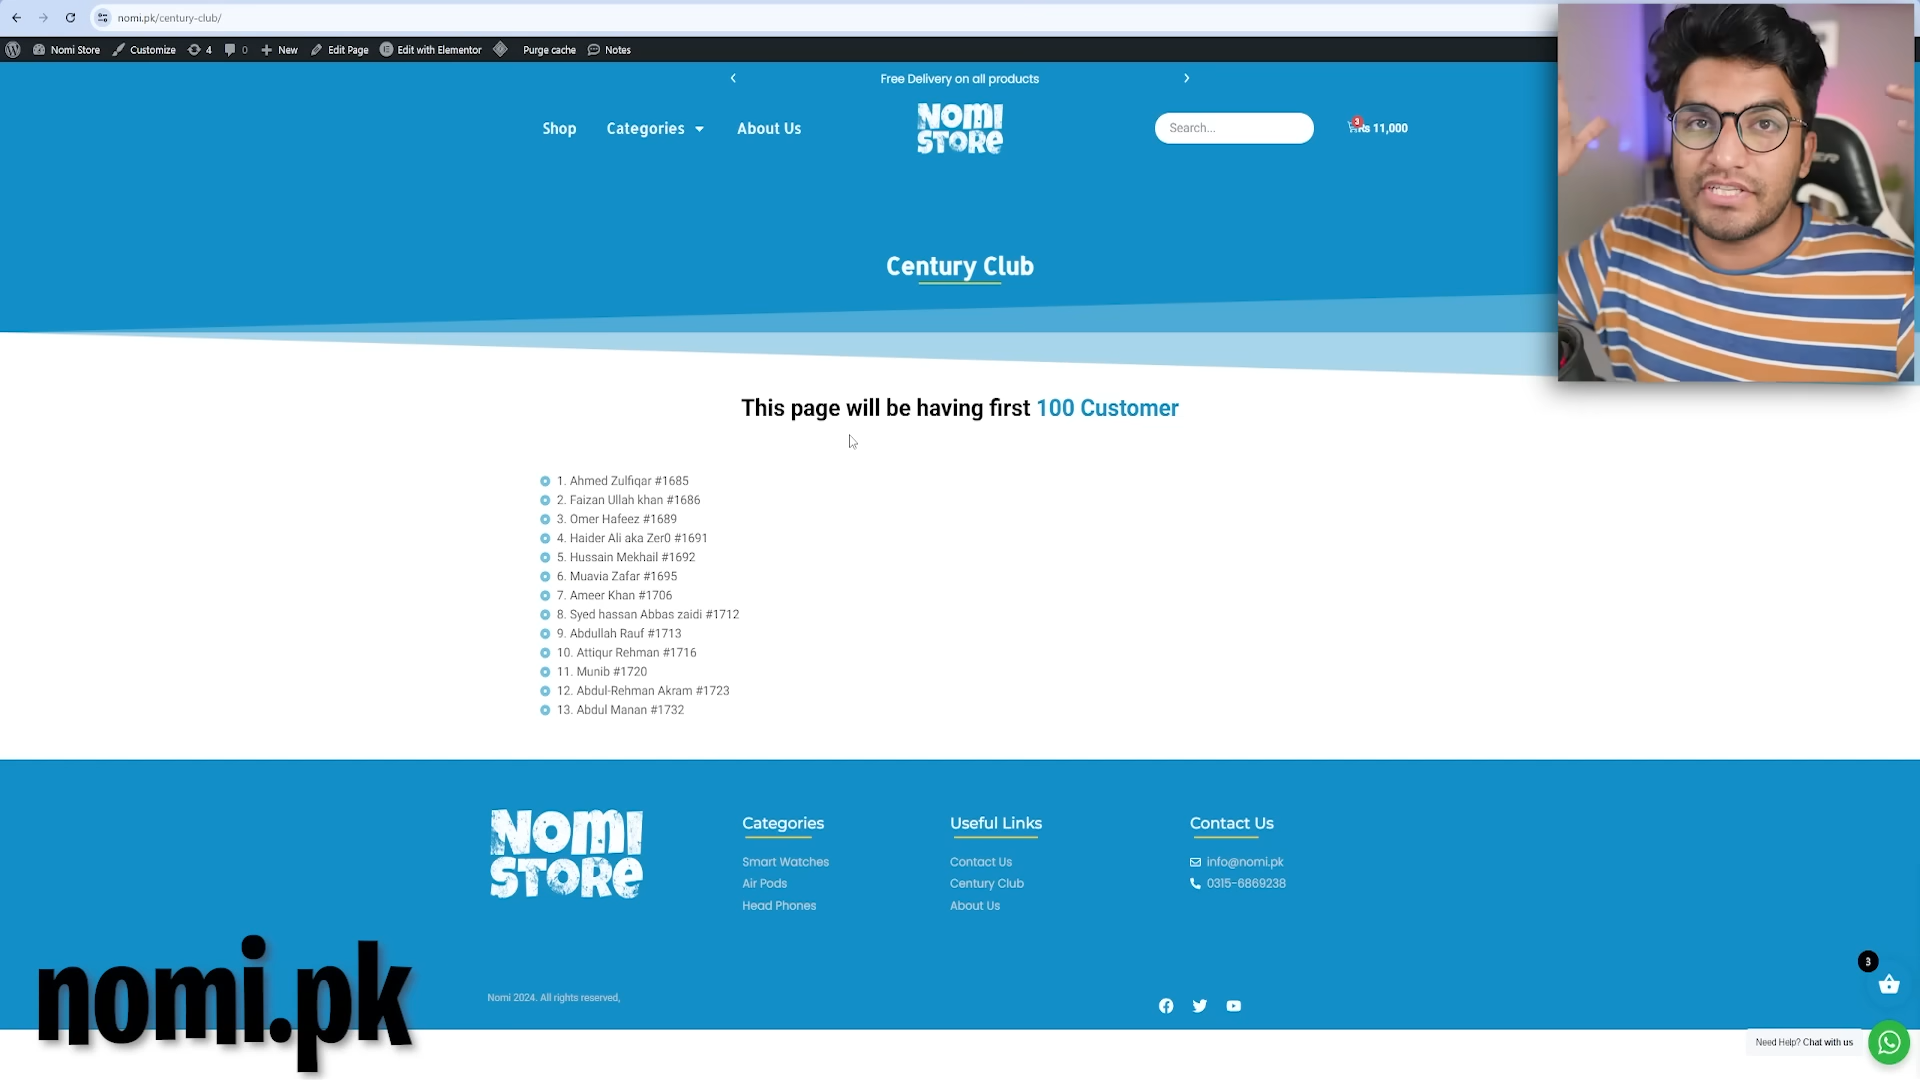 nomi.pk/century-club/
Nomi Store Customize 4 0 New Edit Page Edit with Elementor Purge cache Notes
Free Delivery on all products
Shop Categories About Us
NOMI
STORE
Search...
3
₨ 11,000
Century Club
This page will be having first 100 Customer
1. Ahmed Zulfiqar #1685
2. Faizan Ullah khan #1686
3. Omer Hafeez #1689
4. Haider Ali aka Zer0 #1691
5. Hussain Mekhail #1692
6. Muavia Zafar #1695
7. Ameer Khan #1706
8. Syed hassan Abbas zaidi #1712
9. Abdullah Rauf #1713
10. Attiqur Rehman #1716
11. Munib #1720
12. Abdul-Rehman Akram #1723
13. Abdul Manan #1732
NOMI
STORE
Categories
Smart Watches
Air Pods
Head Phones
Useful Links
Contact Us
Century Club
About Us
Contact Us
info@nomi.pk
0315-6869238
nomi.pk
Nomi 2024. All rights reserved,
3
Need Help? Chat with us